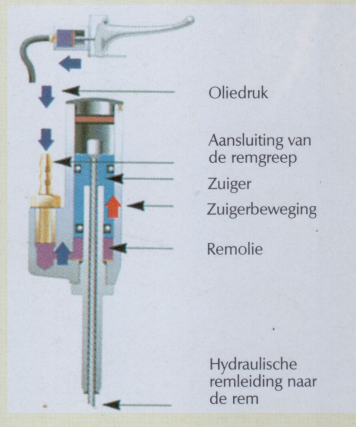 Oliedruk
Aansluiting van
de remgreep
Zuiger
Zuigerbeweging
Remolie
Hydraulische
remleiding naar
de rem